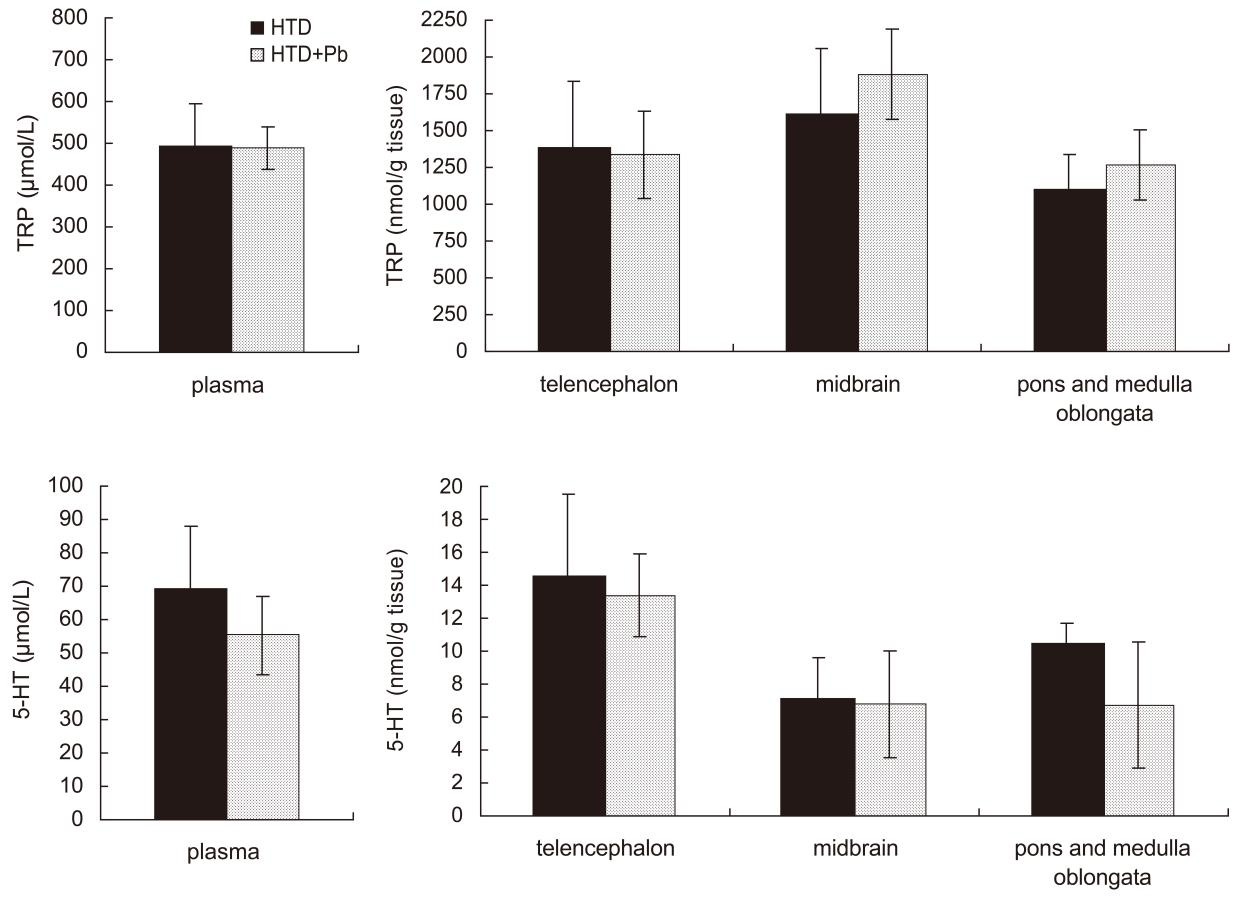 800
700
600
500
400
300
200
100
0
TRP (μmol/L)
HTD
HTD+Pb
plasma
2250
2000
1750
1500
1250
1000
750
500
250
0
TRP (nmol/g tissue)
telencephalon
midbrain
pons and medulla
oblongata
100
90
80
70
60
50
40
30
20
10
0
5-HT (μmol/L)
plasma
20
18
16
14
12
10
8
6
4
2
0
5-HT (nmol/g tissue)
telencephalon
midbrain
pons and medulla
oblongata